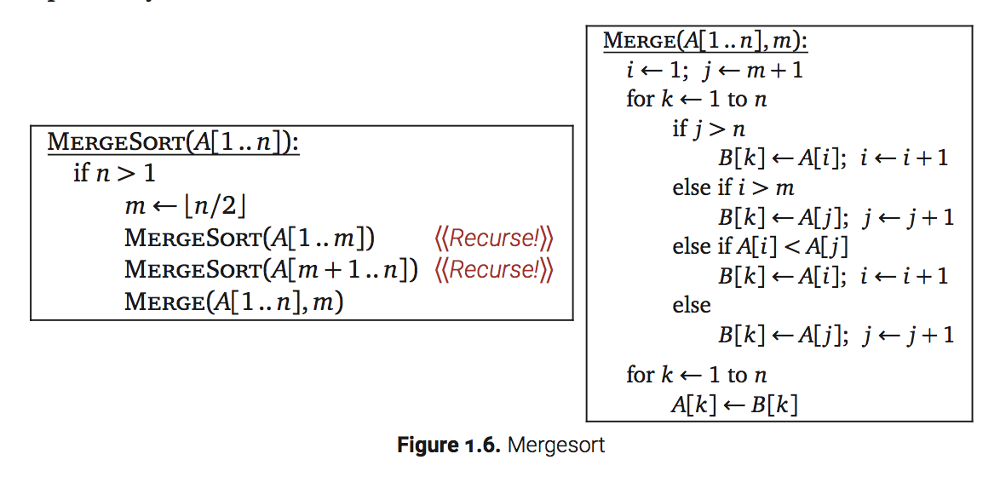 MERGESORT(A[1 .. n]):
if n > 1
m ← ⌊n/2⌋
MERGESORT(A[1 .. m]) ⟪Recurse!⟫
MERGESORT(A[m + 1 .. n]) ⟪Recurse!⟫
MERGE(A[1 .. n], m)
MERGE(A[1 .. n], m):
i ← 1; j ← m + 1
for k ← 1 to n
if j > n
B[k] ← A[i]; i ← i + 1
else if i > m
B[k] ← A[j]; j ← j + 1
else if A[i] < A[j]
B[k] ← A[i]; i ← i + 1
else
B[k] ← A[j]; j ← j + 1
for k ← 1 to n
A[k] ← B[k]
Figure 1.6. Mergesort